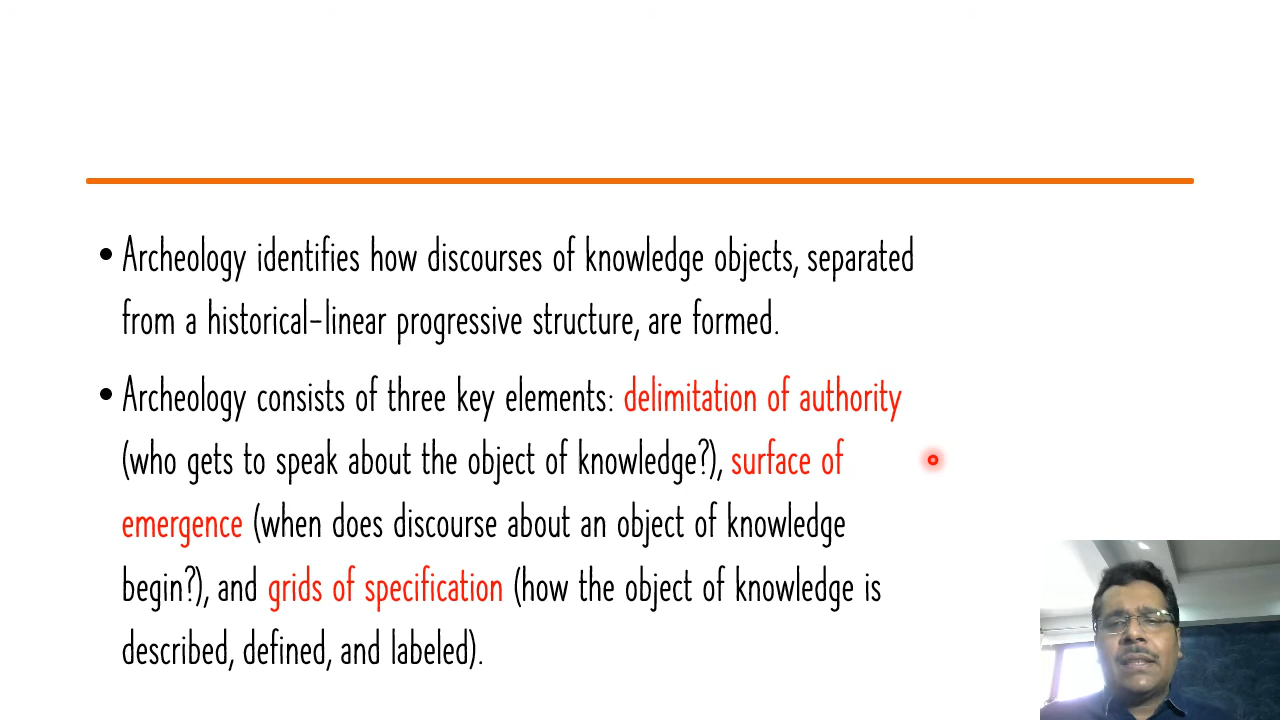 • Archeology identifies how discourses of knowledge objects, separated
from a historical-linear progressive structure, are formed.
• Archeology consists of three key elements: delimitation of authority
(who gets to speak about the object of knowledge?), surface of
emergence (when does discourse about an object of knowledge
begin?), and grids of specification (how the object of knowledge is
described, defined, and labeled).